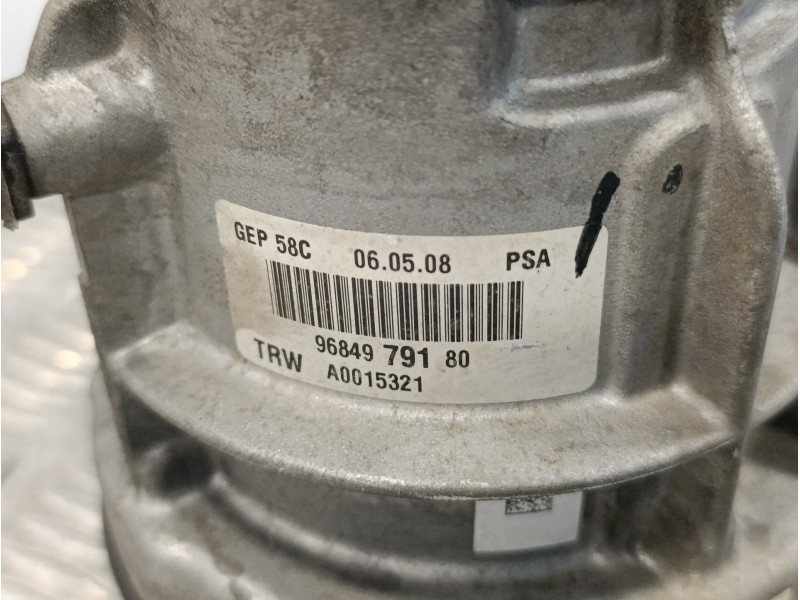 GEP 58C 06.05.08 PSA
96849 791 80
TRW A0015321